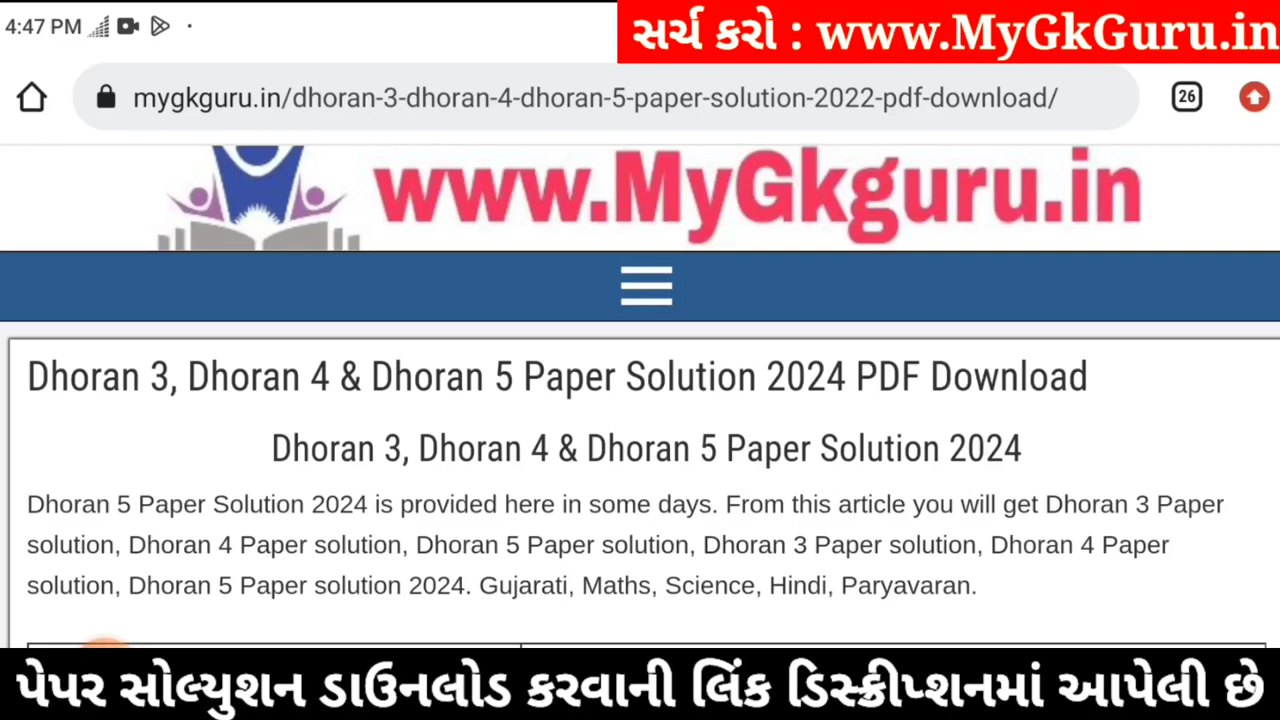 4:47 PM
સર્ચ કરો : www.MyGkGuru.in
mygkguru.in/dhoran-3-dhoran-4-dhoran-5-paper-solution-2022-pdf-download/
26
www.MyGkguru.in
Dhoran 3, Dhoran 4 & Dhoran 5 Paper Solution 2024 PDF Download
Dhoran 3, Dhoran 4 & Dhoran 5 Paper Solution 2024
Dhoran 5 Paper Solution 2024 is provided here in some days. From this article you will get Dhoran 3 Paper
solution, Dhoran 4 Paper solution, Dhoran 5 Paper solution, Dhoran 3 Paper solution, Dhoran 4 Paper
solution, Dhoran 5 Paper solution 2024. Gujarati, Maths, Science, Hindi, Paryavaran.
પેપર સોલ્યુશન ડાઉનલોડ કરવાની લિંક ડિસ્ક્રીપ્શનમાં આપેલી છે